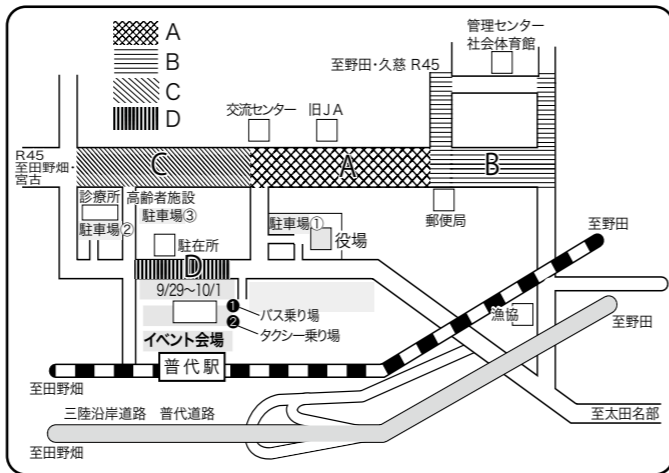 A
B
C
D
管理センター
社会体育館
至野田・久慈 R45
交流センター
旧JA
R45
至田野畑・
宮古
C
A
B
診療所
高齢者施設
駐車場③
駐車場②
駐在所
駐車場①
役場
郵便局
至野田
D
9/29～10/1
❶
バス乗り場
❷
タクシー乗り場
漁協
至野田
イベント会場
普代駅
至田野畑
三陸沿岸道路 普代道路
至太田名部
至田野畑